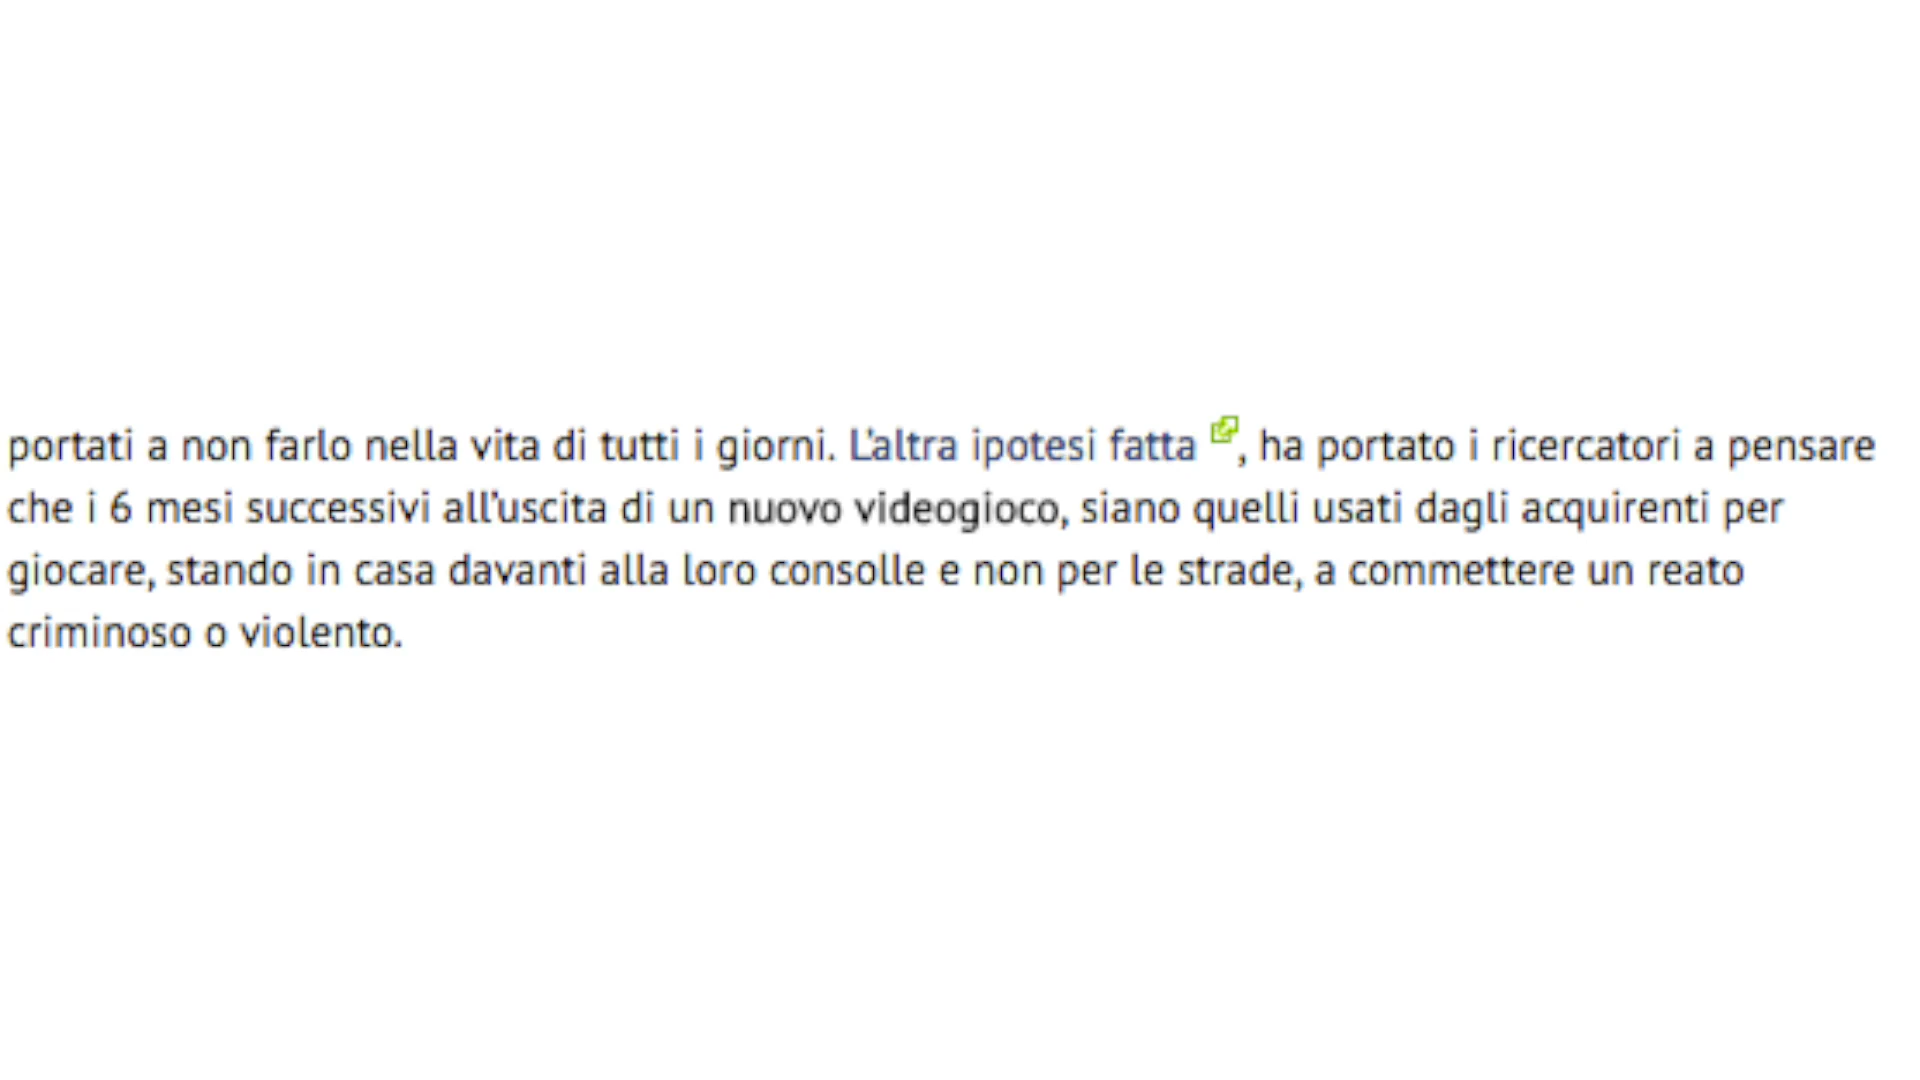 portati a non farlo nella vita di tutti i giorni. L'altra ipotesi fatta , ha portato i ricercatori a pensare
che i 6 mesi successivi all'uscita di un nuovo videogioco, siano quelli usati dagli acquirenti per
giocare, stando in casa davanti alla loro consolle e non per le strade, a commettere un reato
criminoso o violento.